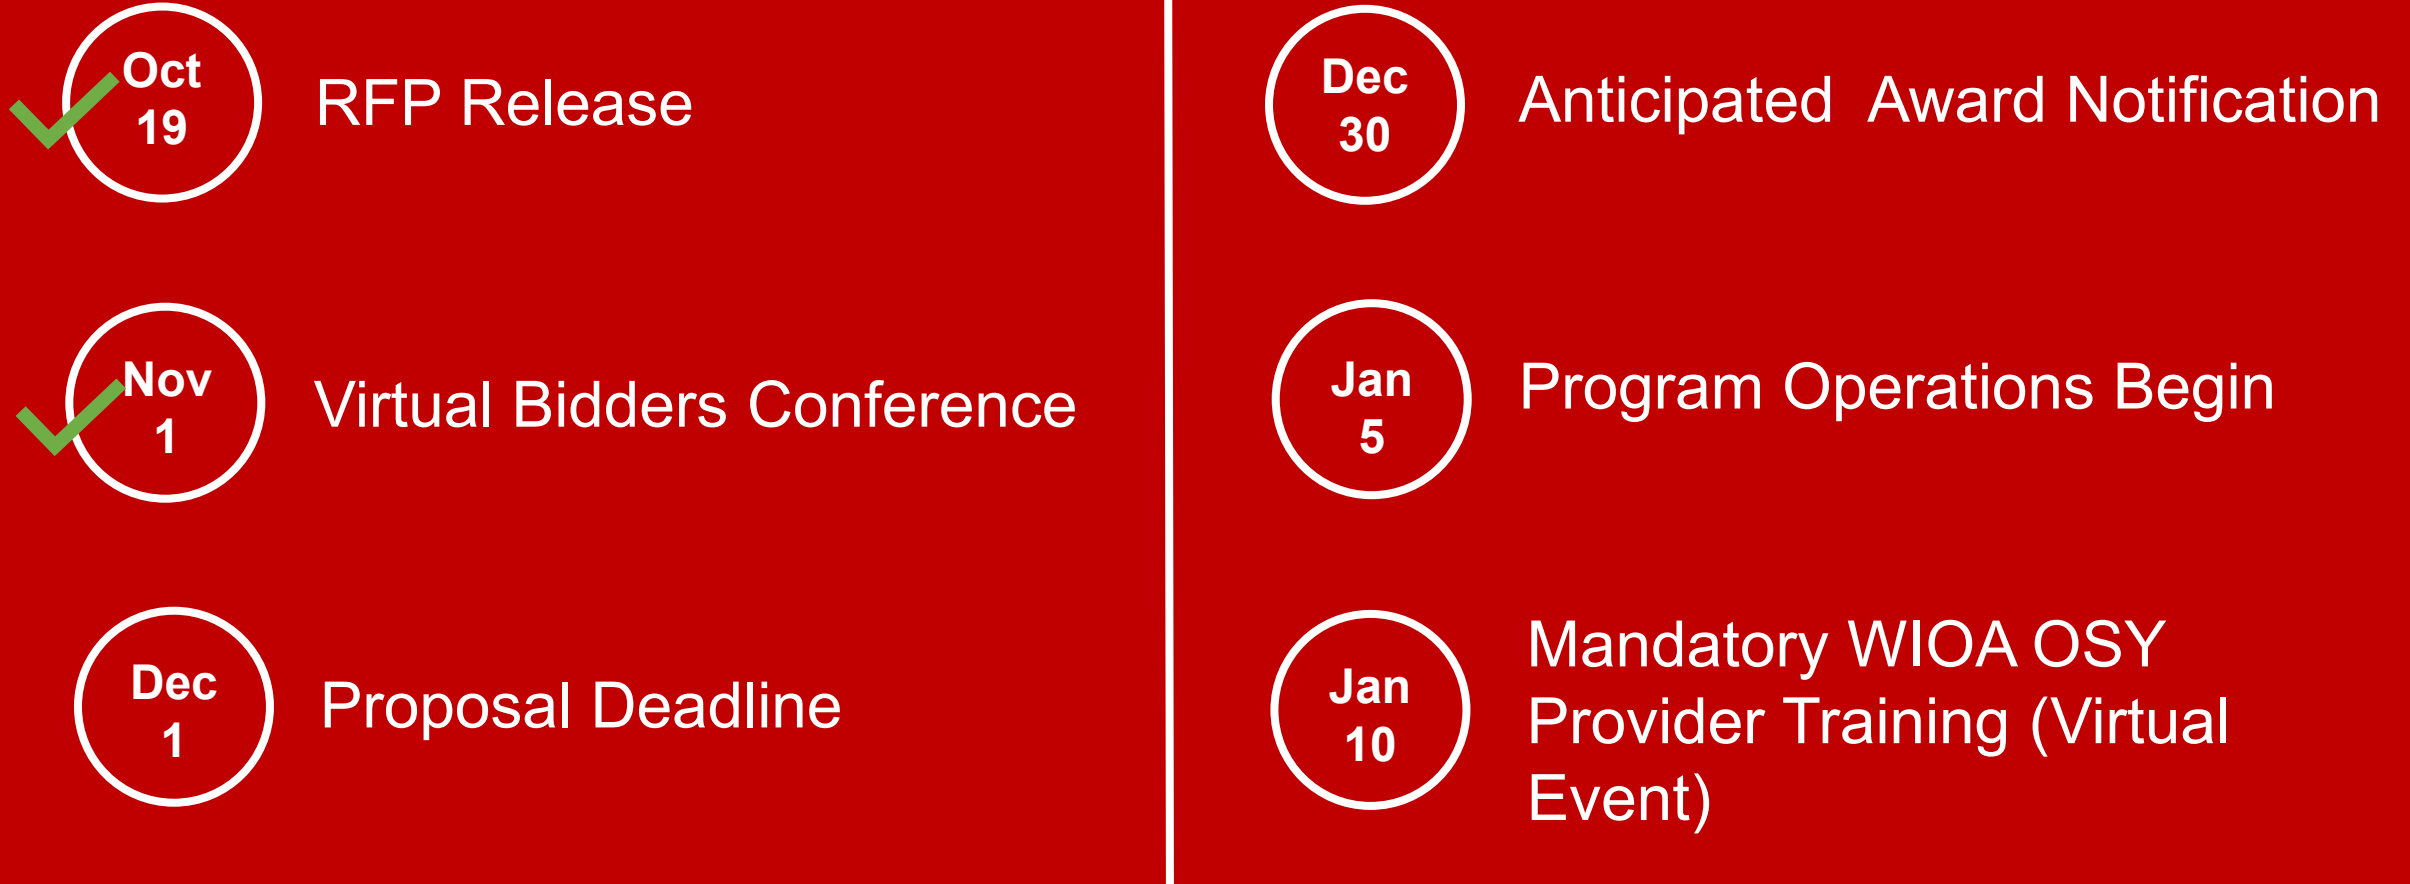 Oct
19
RFP Release
Nov
1
Virtual Bidders Conference
Dec
1
Proposal Deadline
Dec
30
Anticipated  Award Notification
Jan
5
Program Operations Begin
Jan
10
Mandatory WIOA OSY
Provider Training (Virtual
Event)